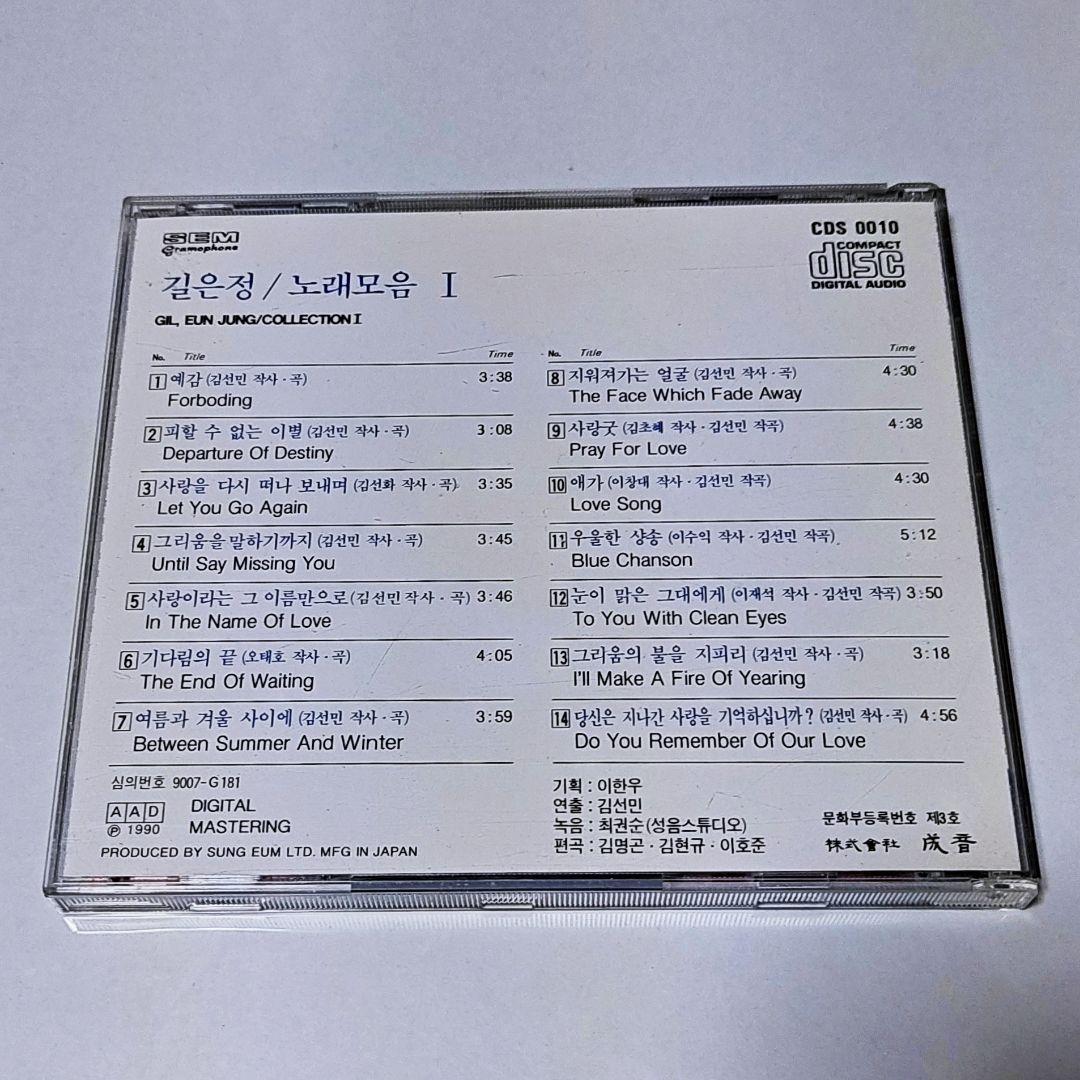 SEM
Gramophone
CDS 0010
COMPACT
disc
DIGITAL AUDIO
길은정 / 노래모음 I
GIL, EUN JUNG/COLLECTION I
No. Title Time
1 예감 (김선민 작사·곡) 3:38
Forboding
2 피할 수 없는 이별 (김선민 작사·곡) 3:08
Departure Of Destiny
3 사랑을 다시 떠나 보내며 (김선화 작사·곡) 3:35
Let You Go Again
4 그리움을 말하기까지 (김선민 작사·곡) 3:45
Until Say Missing You
5 사랑이라는 그 이름만으로 (김선민 작사·곡) 3:46
In The Name Of Love
6 기다림의 끝 (오태호 작사·곡) 4:05
The End Of Waiting
7 여름과 겨울 사이에 (김선민 작사·곡) 3:59
Between Summer And Winter
No. Title Time
8 지워져가는 얼굴 (김선민 작사·곡) 4:30
The Face Which Fade Away
9 사랑굿 (김초혜 작사·김선민 작곡) 4:38
Pray For Love
10 애가 (이창대 작사·김선민 작곡) 4:30
Love Song
11 우울한 샹송 (이수익 작사·김선민 작곡) 5:12
Blue Chanson
12 눈이 맑은 그대에게 (이재석 작사·김선민 작곡) 3:50
To You With Clean Eyes
13 그리움의 불을 지피리 (김선민 작사·곡) 3:18
I'll Make A Fire Of Yearing
14 당신은 지나간 사랑을 기억하십니까? (김선민 작사·곡) 4:56
Do You Remember Of Our Love
심의번호 9007-G181
AAD DIGITAL
℗ 1990 MASTERING
PRODUCED BY SUNG EUM LTD. MFG IN JAPAN
기획 : 이한우
연출 : 김선민
녹음 : 최권순(성음스튜디오)
편곡 : 김명곤·김현규·이호준
문화부등록번호 제3호
株式會社 成音